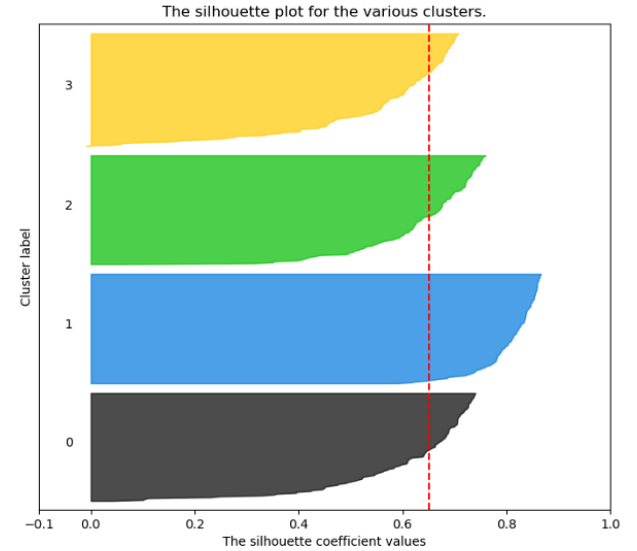 The silhouette plot for the various clusters.
3
2
1
0
Cluster label
−0.1 0.0 0.2 0.4 0.6 0.8 1.0
The silhouette coefficient values